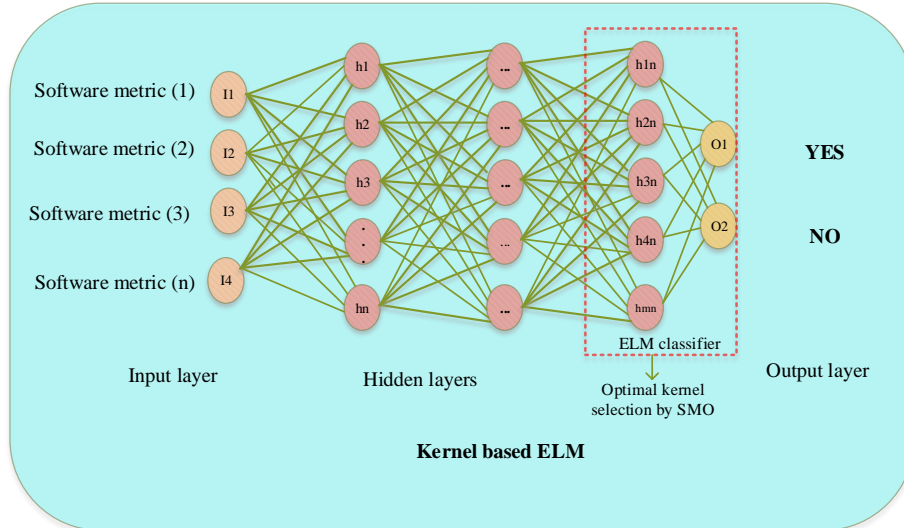 Software metric (1)
Software metric (2)
Software metric (3)
Software metric (n)
I1
I2
I3
I4
h1
h2
h3
.
.
.
hn
...
...
...
...
...
h1n
h2n
h3n
h4n
hmn
O1
O2
YES
NO
ELM classifier
Input layer
Hidden layers
Optimal kernel
selection by SMO
Output layer
Kernel based ELM